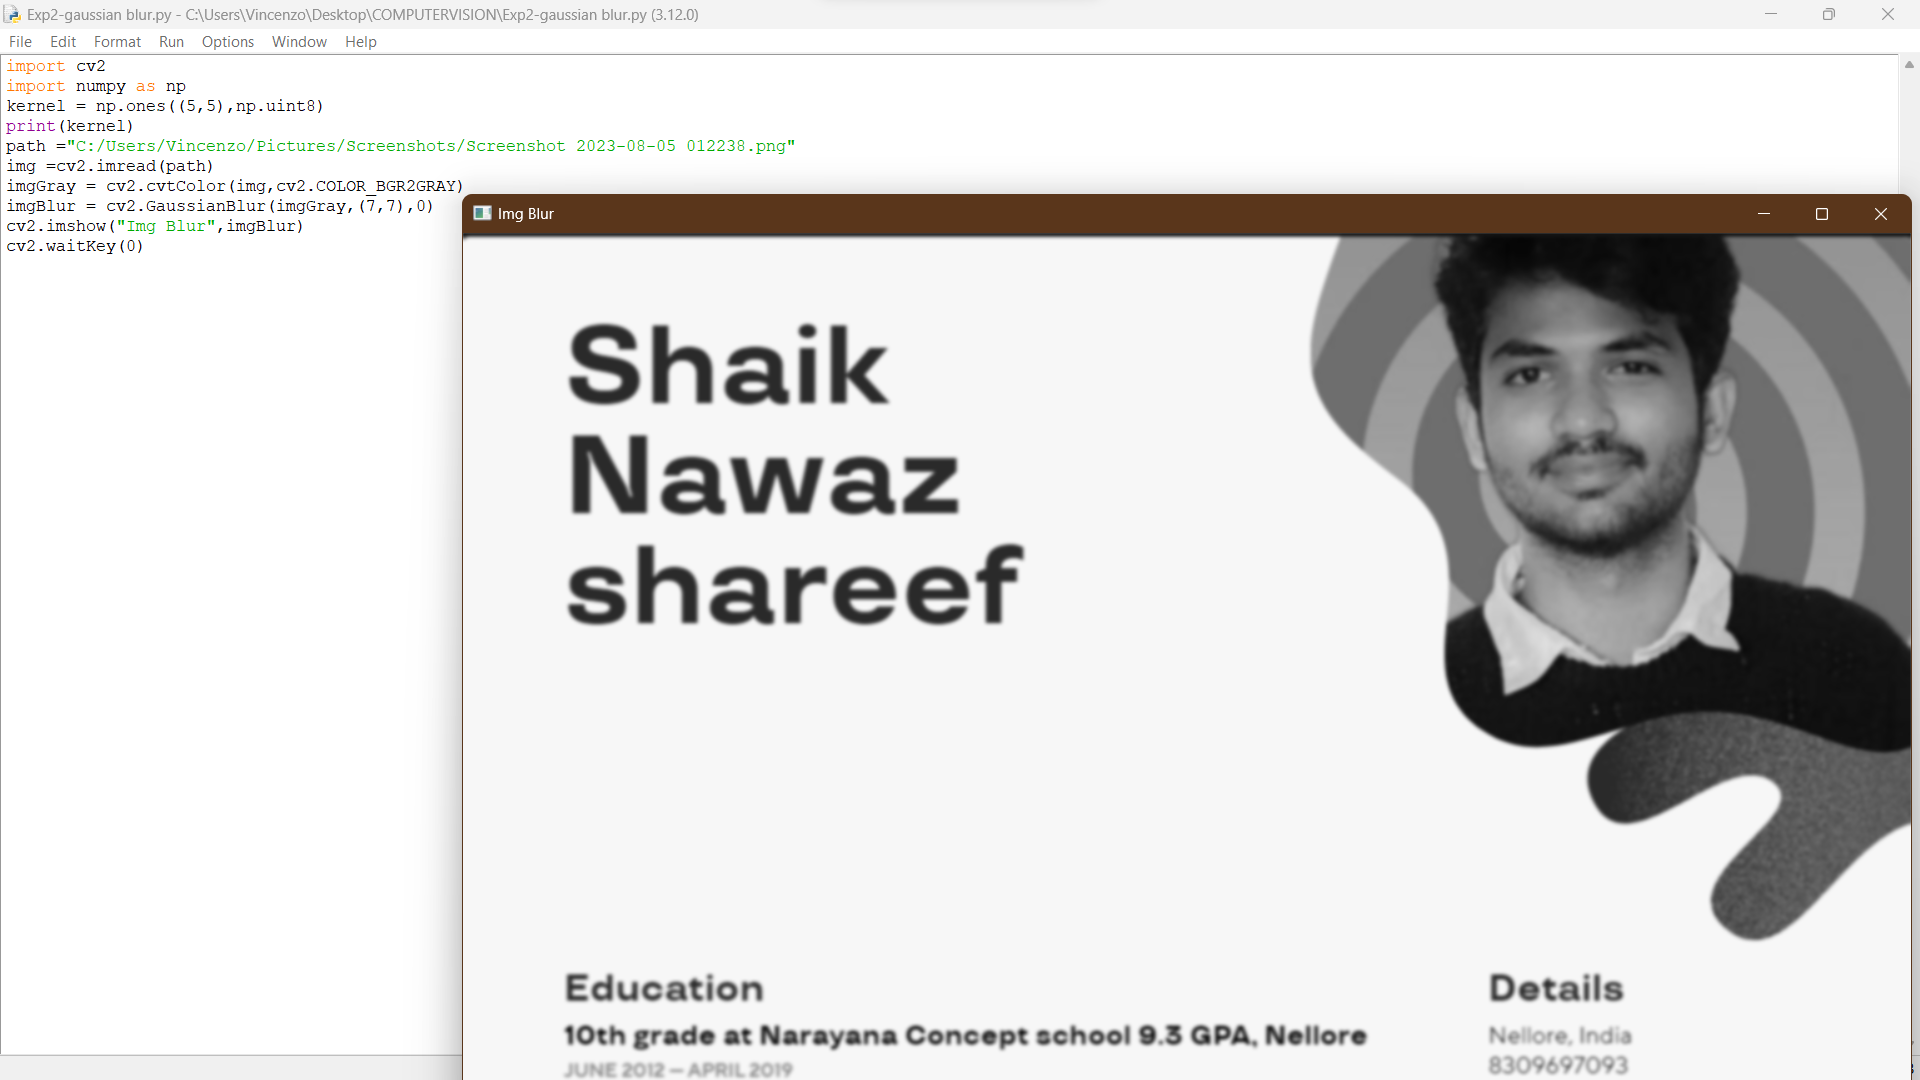 Exp2-gaussian blur.py - C:\Users\Vincenzo\Desktop\COMPUTERVISION\Exp2-gaussian blur.py (3.12.0)
File Edit Format Run Options Window Help
import cv2
import numpy as np
kernel = np.ones((5,5),np.uint8)
print(kernel)
path ="C:/Users/Vincenzo/Pictures/Screenshots/Screenshot 2023-08-05 012238.png"
img =cv2.imread(path)
imgGray = cv2.cvtColor(img,cv2.COLOR_BGR2GRAY)
imgBlur = cv2.GaussianBlur(imgGray,(7,7),0)
cv2.imshow("Img Blur",imgBlur)
cv2.waitKey(0)
Img Blur
Shaik
Nawaz
shareef
Education
10th grade at Narayana Concept school 9.3 GPA, Nellore
JUNE 2012 — APRIL 2019
Details
Nellore, India
8309697093